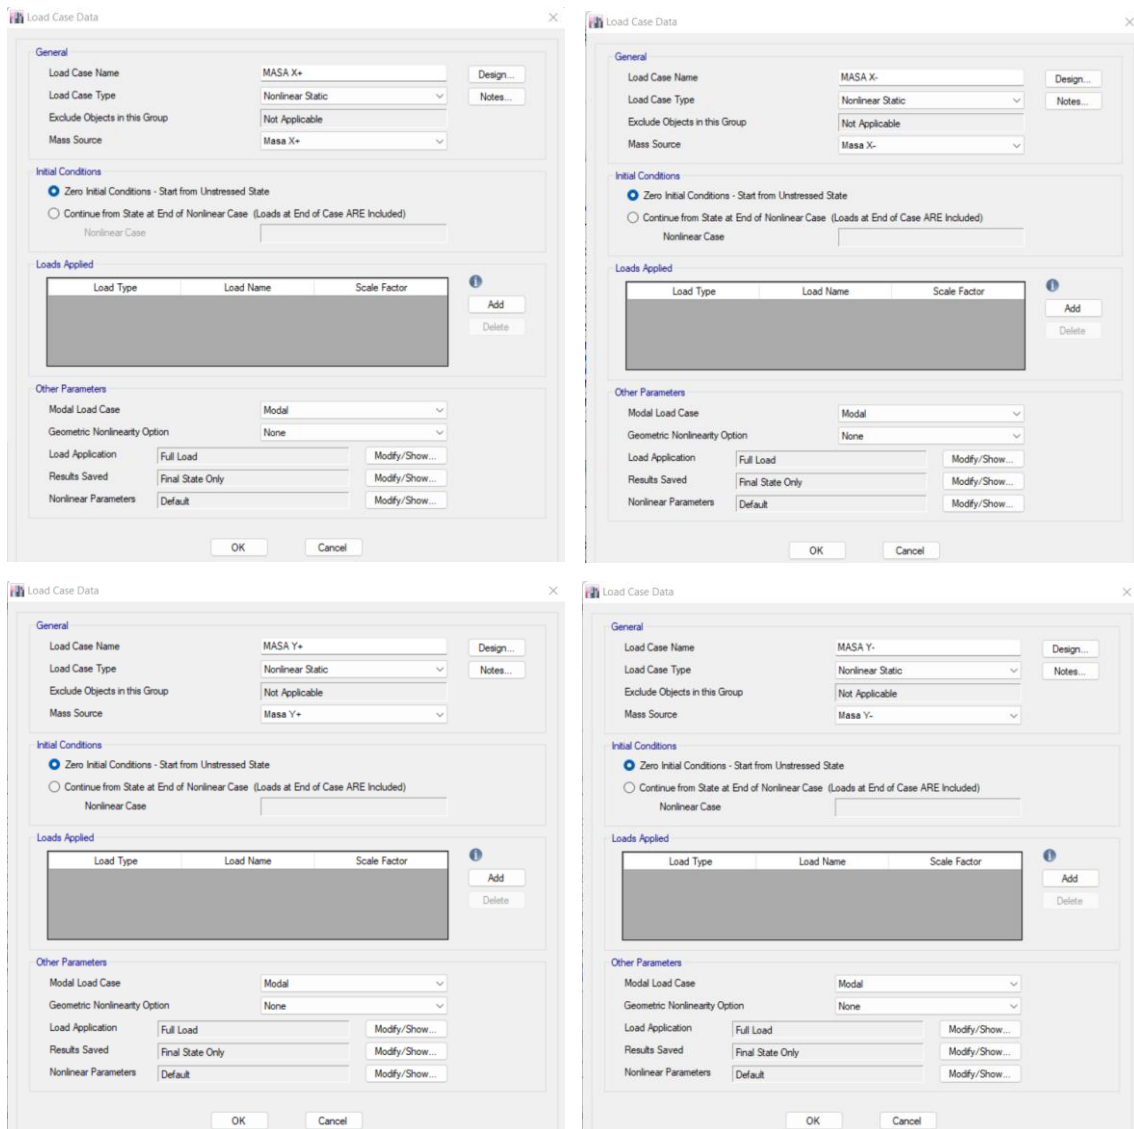 Load Case Data
General
Load Case Name MASA X+ Design...
Load Case Type Nonlinear Static Notes...
Exclude Objects in this Group Not Applicable
Mass Source Masa X+
Initial Conditions
Zero Initial Conditions - Start from Unstressed State
Continue from State at End of Nonlinear Case (Loads at End of Case ARE Included)
Nonlinear Case
Loads Applied
Load Type Load Name Scale Factor
Add
Delete
Other Parameters
Modal Load Case Modal
Geometric Nonlinearity Option None
Load Application Full Load Modify/Show...
Results Saved Final State Only Modify/Show...
Nonlinear Parameters Default Modify/Show...
OK Cancel
Load Case Data
General
Load Case Name MASA X- Design...
Load Case Type Nonlinear Static Notes...
Exclude Objects in this Group Not Applicable
Mass Source Masa X-
Initial Conditions
Zero Initial Conditions - Start from Unstressed State
Continue from State at End of Nonlinear Case (Loads at End of Case ARE Included)
Nonlinear Case
Loads Applied
Load Type Load Name Scale Factor
Add
Delete
Other Parameters
Modal Load Case Modal
Geometric Nonlinearity Option None
Load Application Full Load Modify/Show...
Results Saved Final State Only Modify/Show...
Nonlinear Parameters Default Modify/Show...
OK Cancel
Load Case Data
General
Load Case Name MASA Y+ Design...
Load Case Type Nonlinear Static Notes...
Exclude Objects in this Group Not Applicable
Mass Source Masa Y+
Initial Conditions
Zero Initial Conditions - Start from Unstressed State
Continue from State at End of Nonlinear Case (Loads at End of Case ARE Included)
Nonlinear Case
Loads Applied
Load Type Load Name Scale Factor
Add
Delete
Other Parameters
Modal Load Case Modal
Geometric Nonlinearity Option None
Load Application Full Load Modify/Show...
Results Saved Final State Only Modify/Show...
Nonlinear Parameters Default Modify/Show...
OK Cancel
Load Case Data
General
Load Case Name MASA Y- Design...
Load Case Type Nonlinear Static Notes...
Exclude Objects in this Group Not Applicable
Mass Source Masa Y-
Initial Conditions
Zero Initial Conditions - Start from Unstressed State
Continue from State at End of Nonlinear Case (Loads at End of Case ARE Included)
Nonlinear Case
Loads Applied
Load Type Load Name Scale Factor
Add
Delete
Other Parameters
Modal Load Case Modal
Geometric Nonlinearity Option None
Load Application Full Load Modify/Show...
Results Saved Final State Only Modify/Show...
Nonlinear Parameters Default Modify/Show...
OK Cancel